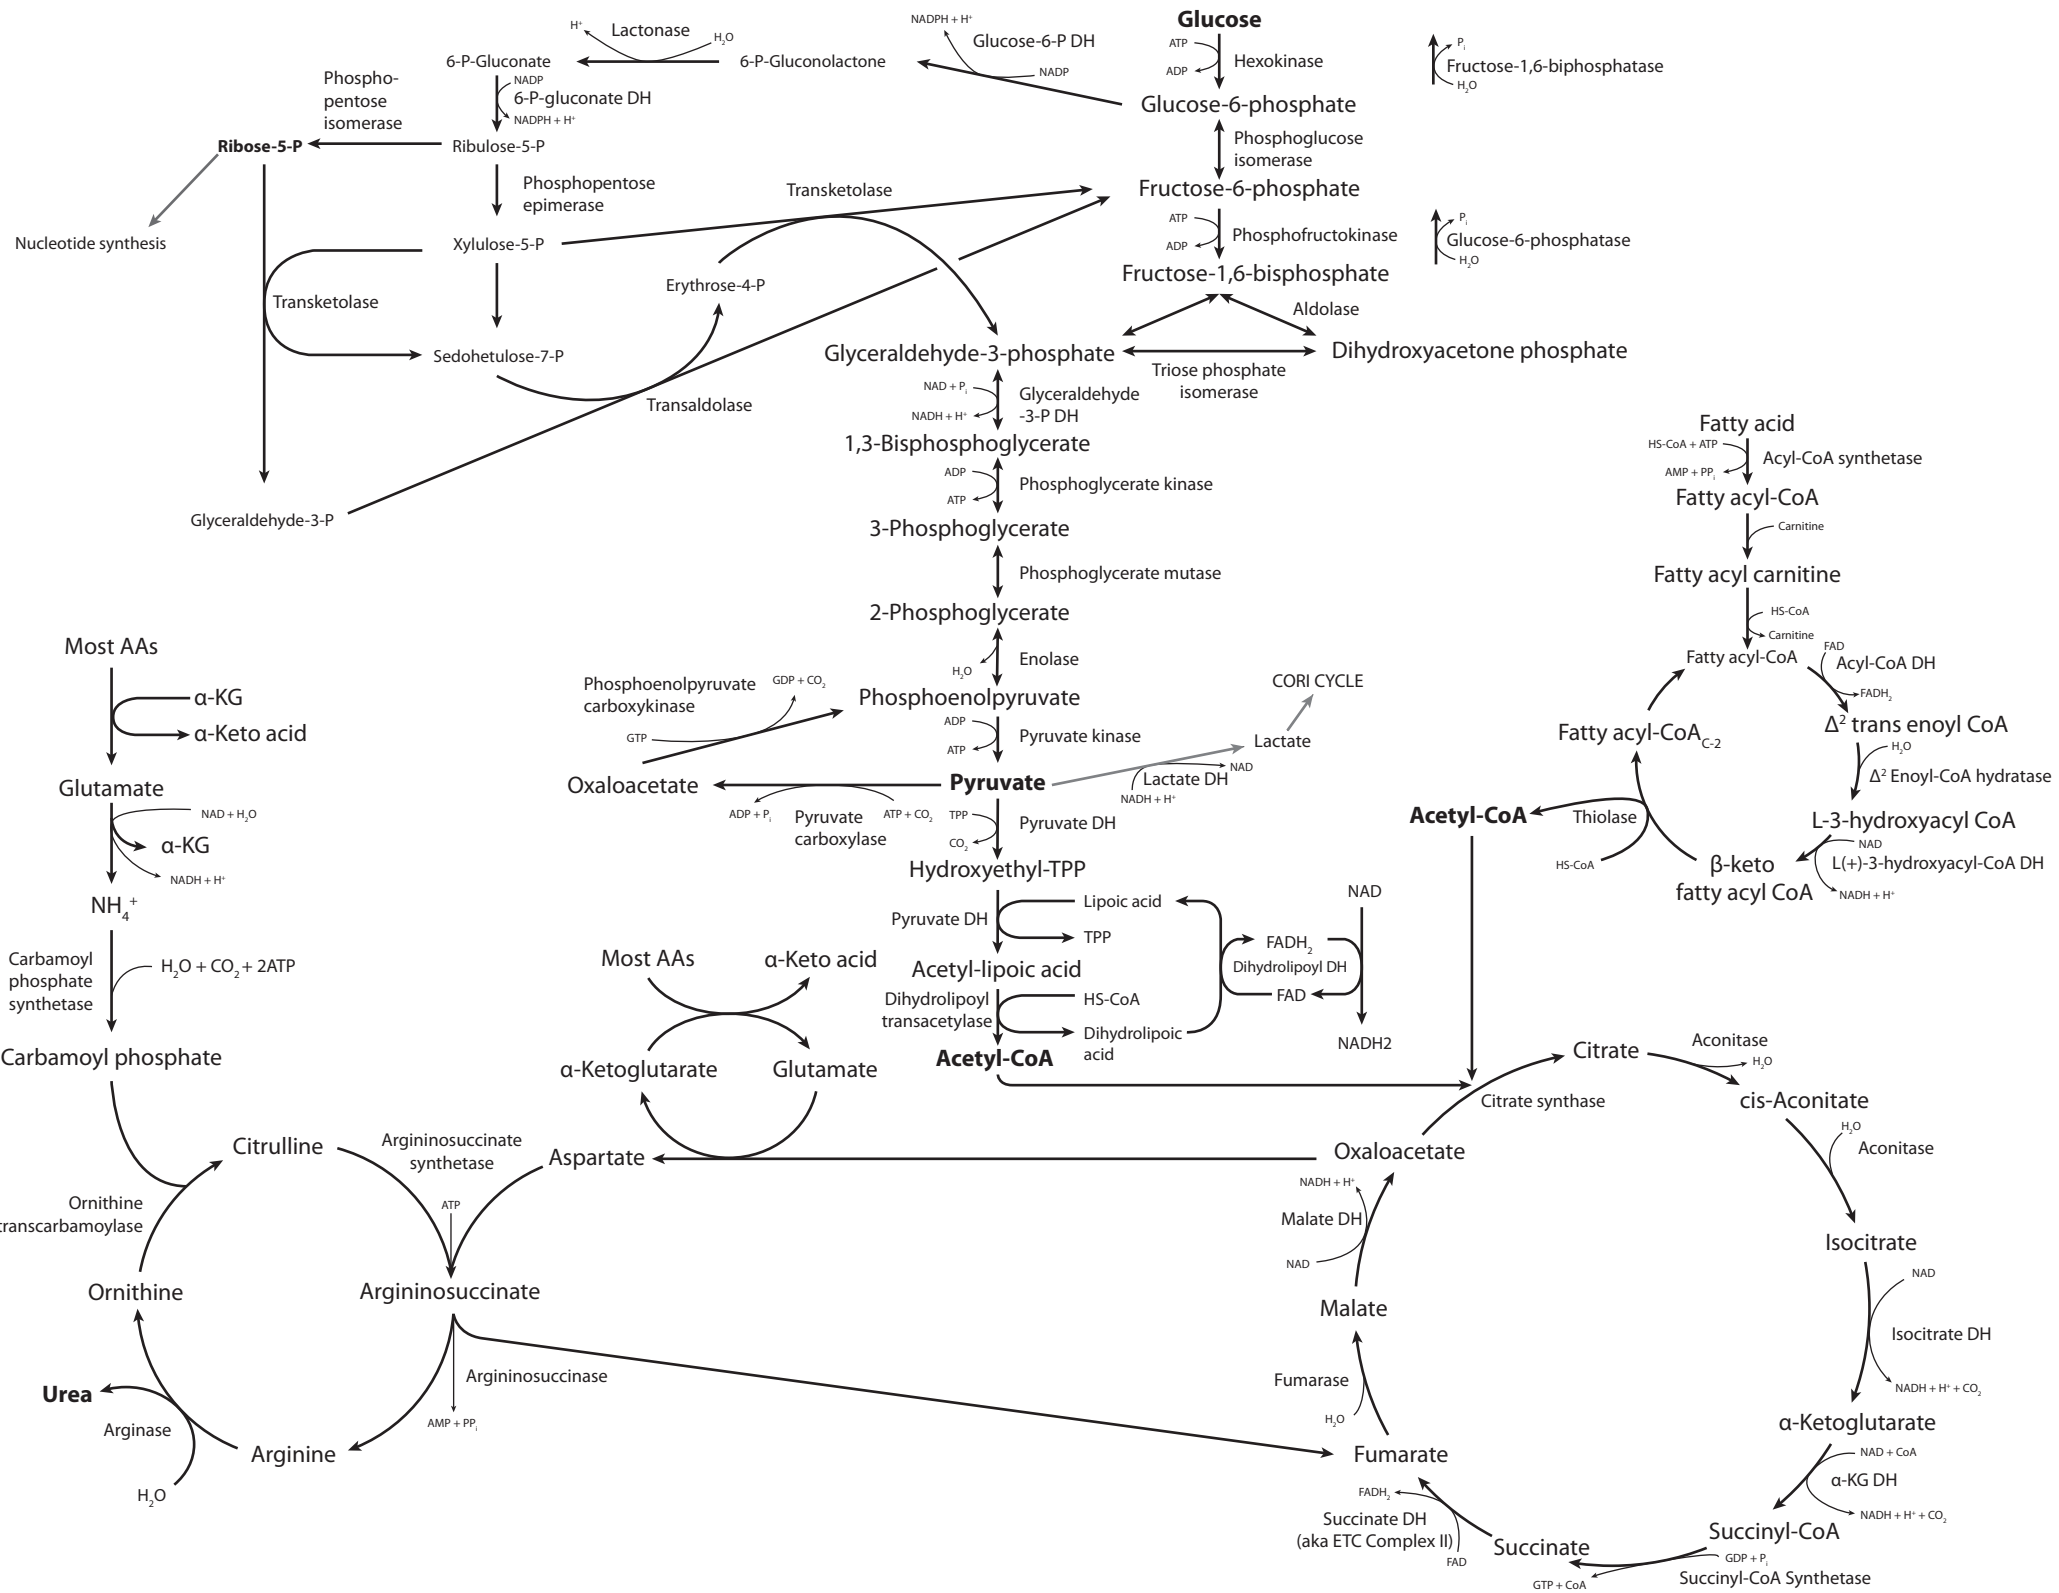 Glucose
ATP
ADP
Hexokinase
Glucose-6-phosphate
Phosphoglucose
isomerase
Fructose-6-phosphate
ATP
ADP
Phosphofructokinase
Fructose-1,6-bisphosphate
Aldolase
Glyceraldehyde-3-phosphate
Dihydroxyacetone phosphate
Triose phosphate
isomerase
Pi
Fructose-1,6-biphosphatase
H2O
Pi
Glucose-6-phosphatase
H2O
NADPH + H+
Glucose-6-P DH
NADP
6-P-Gluconolactone
H+
Lactonase
H2O
6-P-Gluconate
NADP
6-P-gluconate DH
NADPH + H+
Phospho-
pentose
isomerase
Ribose-5-P
Ribulose-5-P
Nucleotide synthesis
Phosphopentose
epimerase
Xylulose-5-P
Transketolase
Transketolase
Erythrose-4-P
Sedohetulose-7-P
Transaldolase
Glyceraldehyde-3-P
NAD + Pi
NADH + H+
Glyceraldehyde
-3-P DH
1,3-Bisphosphoglycerate
ADP
ATP
Phosphoglycerate kinase
3-Phosphoglycerate
Phosphoglycerate mutase
2-Phosphoglycerate
H2O
Enolase
Phosphoenolpyruvate
ADP
ATP
Pyruvate kinase
Phosphoenolpyruvate
carboxykinase
GDP + CO2
GTP
Oxaloacetate
Pyruvate
ADP + Pi
Pyruvate
carboxylase
ATP + CO2
CORI CYCLE
Lactate
NAD
Lactate DH
NADH + H+
TPP
CO2
Pyruvate DH
Hydroxyethyl-TPP
Pyruvate DH
Lipoic acid
TPP
Acetyl-lipoic acid
Dihydrolipoyl
transacetylase
HS-CoA
Dihydrolipoic
acid
Acetyl-CoA
FADH2
Dihydrolipoyl DH
FAD
NAD
NADH2
Fatty acid
HS-CoA + ATP
AMP + PPi
Acyl-CoA synthetase
Fatty acyl-CoA
Carnitine
Fatty acyl carnitine
HS-CoA
Carnitine
Fatty acyl-CoA
FAD
Acyl-CoA DH
FADH2
Δ2 trans enoyl CoA
H2O
Δ2 Enoyl-CoA hydratase
L-3-hydroxyacyl CoA
NAD
L(+)-3-hydroxyacyl-CoA DH
NADH + H+
β-keto
fatty acyl CoA
Fatty acyl-CoAC-2
Acetyl-CoA
Thiolase
HS-CoA
Most AAs
α-KG
α-Keto acid
Glutamate
NAD + H2O
α-KG
NADH + H+
NH4+
Carbamoyl
phosphate
synthetase
H2O + CO2 + 2ATP
Carbamoyl phosphate
Most AAs
α-Keto acid
α-Ketoglutarate
Glutamate
Citrulline
Argininosuccinate
synthetase
ATP
Aspartate
Ornithine
transcarbamoylase
Ornithine
Argininosuccinate
Argininosuccinase
AMP + PPi
Urea
Arginase
H2O
Arginine
Citrate
Aconitase
H2O
Citrate synthase
cis-Aconitate
H2O
Aconitase
Oxaloacetate
NADH + H+
Malate DH
NAD
Isocitrate
NAD
Isocitrate DH
NADH + H+ + CO2
Malate
Fumarase
H2O
α-Ketoglutarate
NAD + CoA
α-KG DH
NADH + H+ + CO2
Fumarate
FADH2
Succinate DH
(aka ETC Complex II)
FAD
Succinyl-CoA
Succinate
GDP + Pi
Succinyl-CoA Synthetase
GTP + CoA